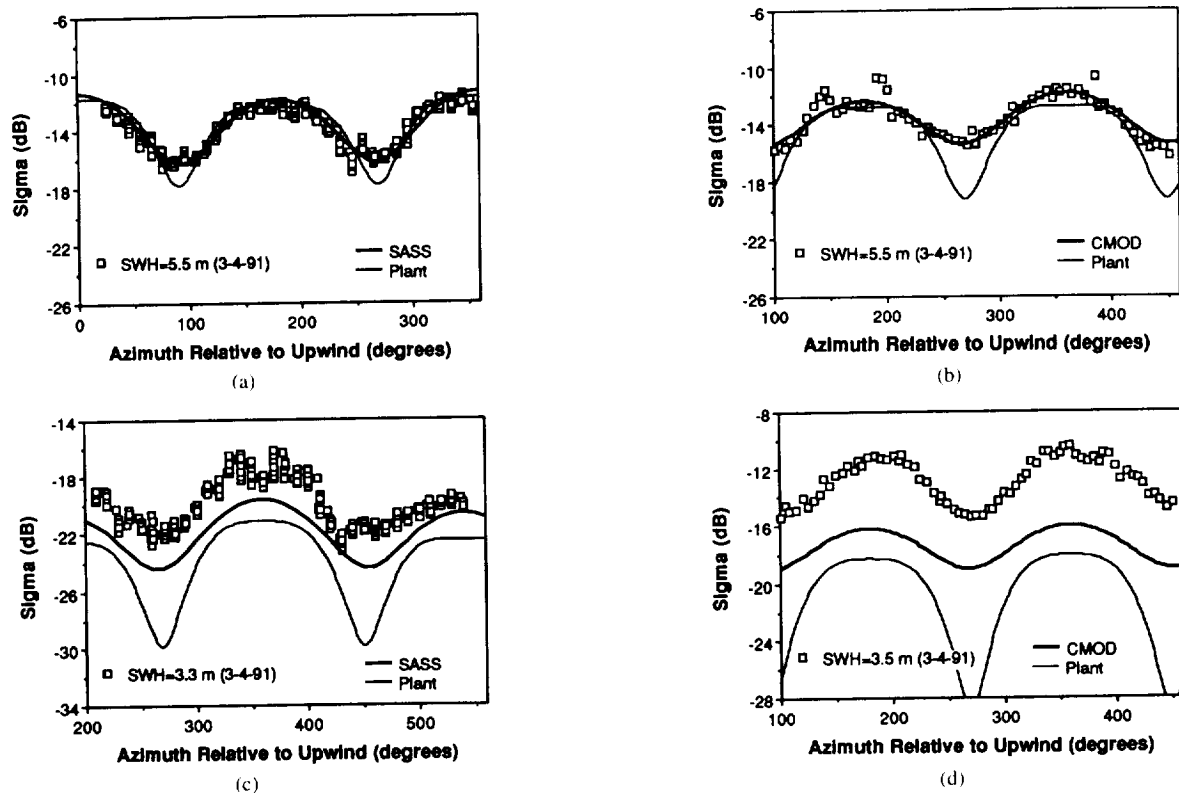 -6
-10
-14
-18
-22
-26
Sigma (dB)
SWH=5.5 m (3-4-91)
SASS
Plant
0
100
200
300
Azimuth Relative to Upwind (degrees)
(a)
-6
-10
-14
-18
-22
-26
Sigma (dB)
SWH=5.5 m (3-4-91)
CMOD
Plant
100
200
300
400
Azimuth Relative to Upwind (degrees)
(b)
-14
-18
-22
-26
-30
-34
Sigma (dB)
SWH=3.3 m (3-4-91)
SASS
Plant
200
300
400
500
Azimuth Relative to Upwind (degrees)
(c)
-8
-12
-16
-20
-24
-28
Sigma (dB)
SWH=3.5 m (3-4-91)
CMOD
Plant
100
200
300
400
Azimuth Relative to Upwind (degrees)
(d)